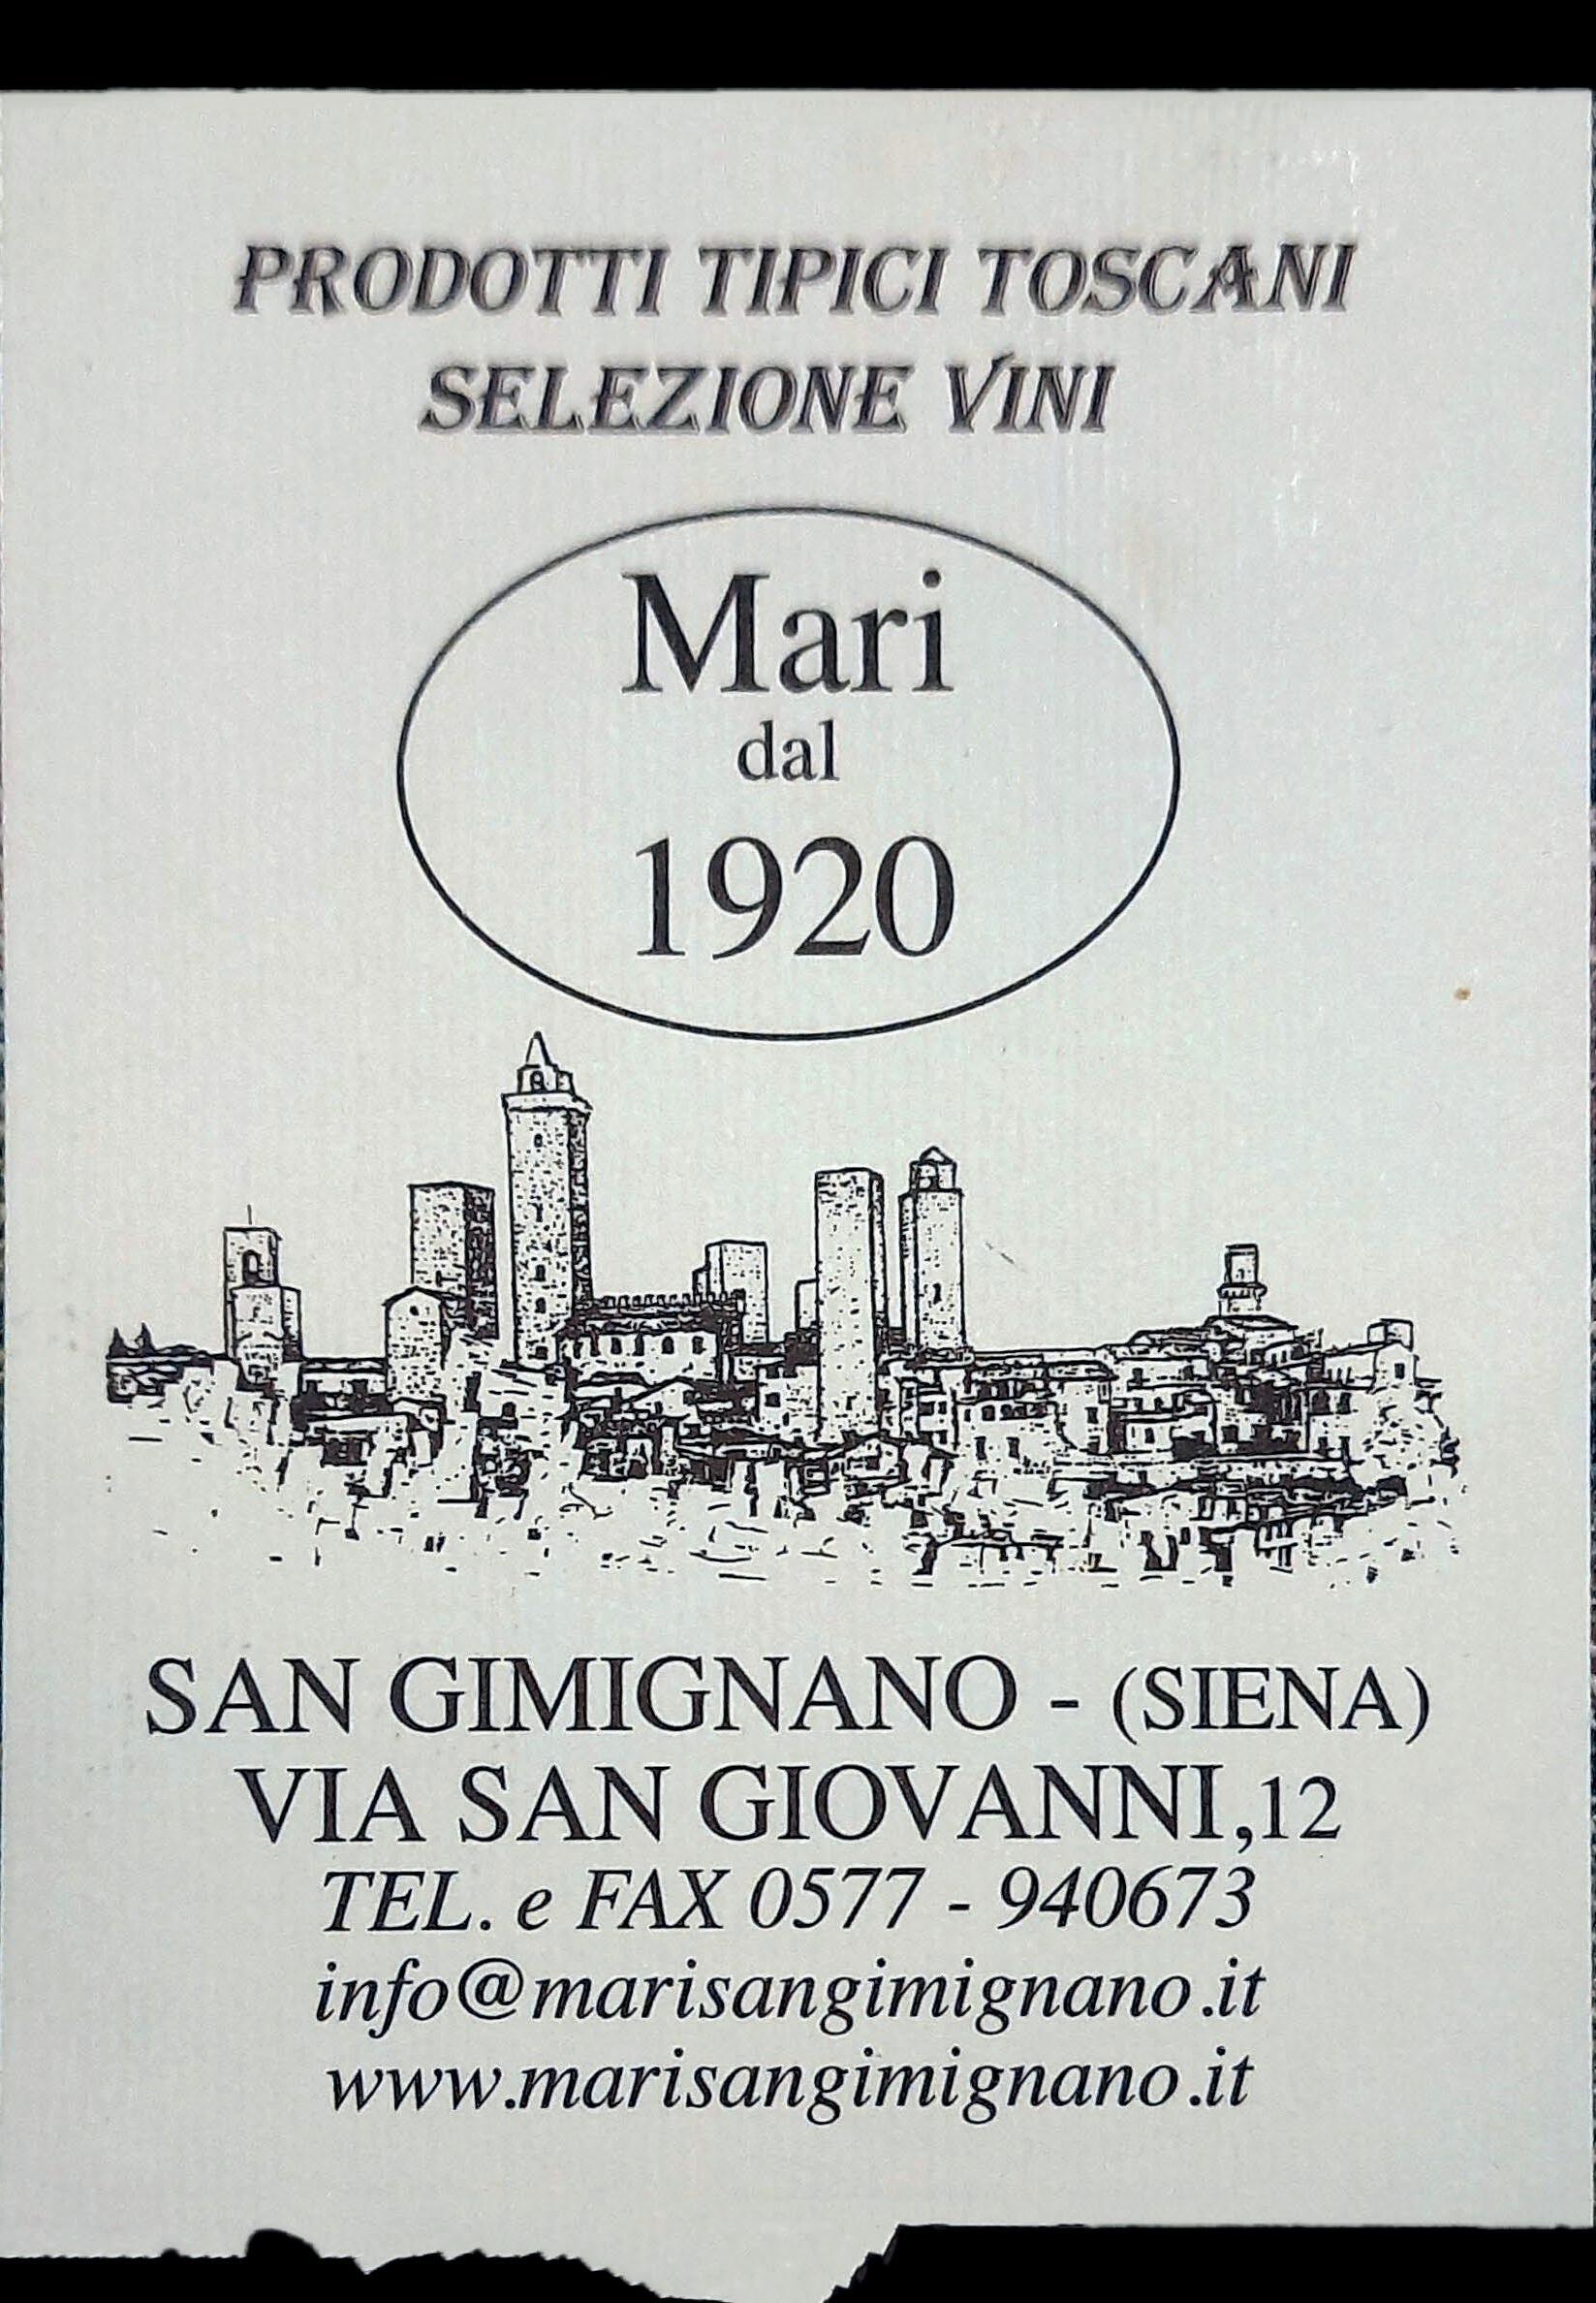 PRODOTTI TIPICI TOSCANI
SELEZIONE VINI
Mari
dal
1920
SAN GIMIGNANO - (SIENA)
VIA SAN GIOVANNI,12
TEL. e FAX 0577 - 940673
info@marisangimignano.it
www.marisangimignano.it